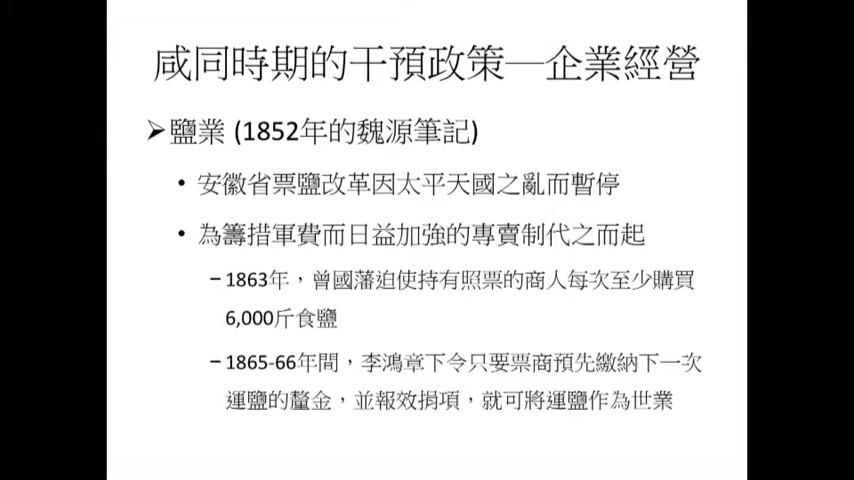 咸同時期的干預政策—企業經營
➢鹽業 (1852年的魏源筆記)
• 安徽省票鹽改革因太平天國之亂而暫停
• 為籌措軍費而日益加強的專賣制代之而起
– 1863年，曾國藩迫使持有照票的商人每次至少購買
6,000斤食鹽
– 1865-66年間，李鴻章下令只要票商預先繳納下一次
運鹽的釐金，並報效捐項，就可將運鹽作為世業